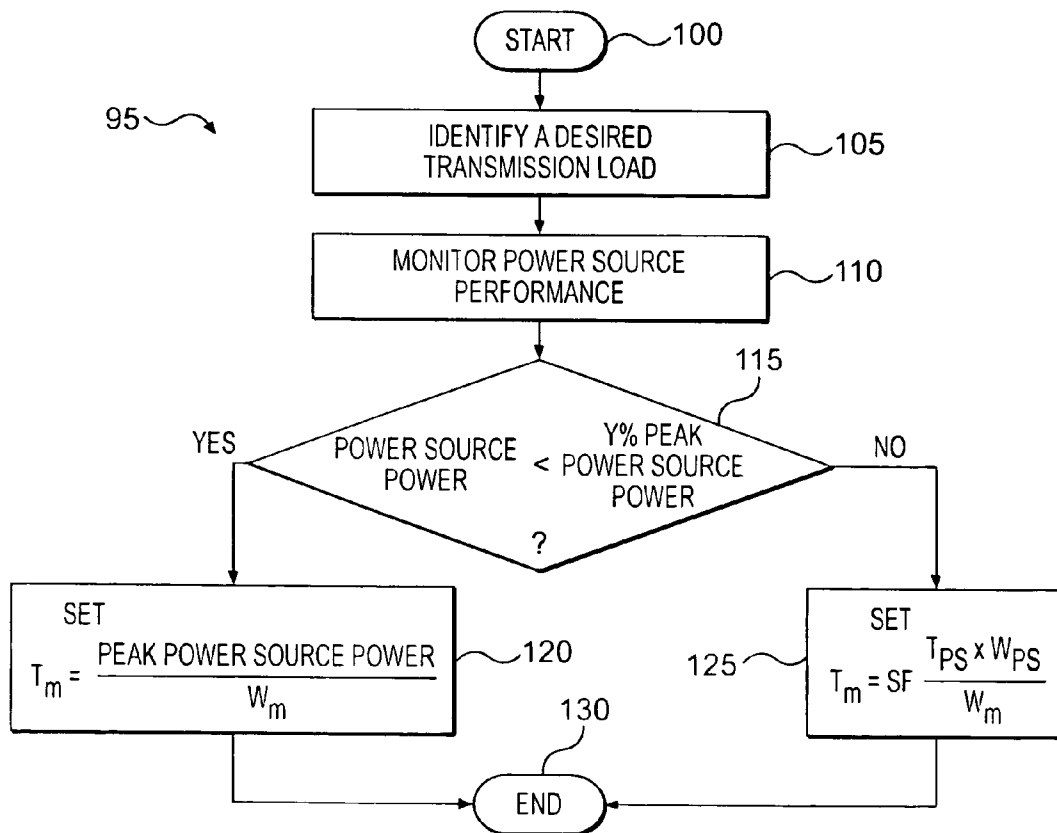 START
100
95
IDENTIFY A DESIRED
TRANSMISSION LOAD
105
MONITOR POWER SOURCE
PERFORMANCE
110
115
YES
POWER SOURCE
POWER
<
Y% PEAK
POWER SOURCE
POWER
?
NO
SET
T_m = PEAK POWER SOURCE POWER / W_m
120
125
SET
T_m = SF T_PS x W_PS / W_m
130
END